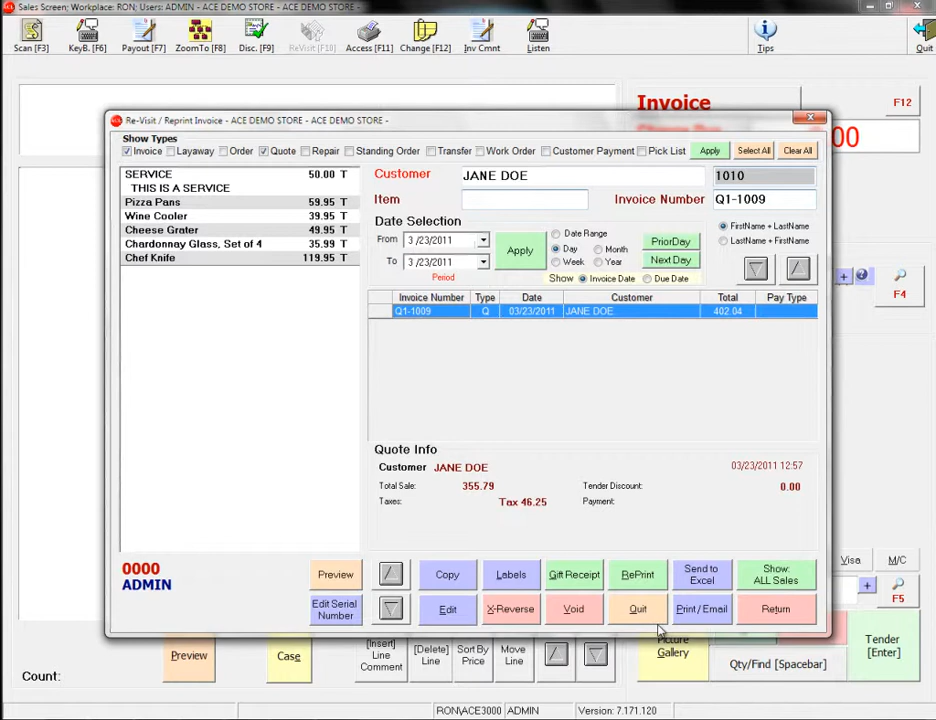 Sales Screen; Workplace: RON; Users: ADMIN - ACE DEMO STORE - ACE DEMO STORE -
Scan [F3]
KeyB. [F6]
Payout [F7]
ZoomTo [F8]
Disc. [F9]
ReVisit (F10)
Access [F11]
Change [F12]
Inv Cmnt
Listen
Tips
Quit
Invoice
F12
00
Re-Visit / Reprint Invoice - ACE DEMO STORE - ACE DEMO STORE -
Show Types
Invoice Layaway Order Quote Repair Standing Order Transfer Work Order Customer Payment Pick List Apply Select All Clear All
SERVICE 50.00 T
THIS IS A SERVICE
Pizza Pans 59.95 T
Wine Cooler 39.95 T
Cheese Grater 49.95 T
Chardonnay Glass, Set of 4 35.99 T
Chef Knife 119.95 T
Customer JANE DOE 1010
Item Invoice Number Q1-1009
Date Selection
From 3 /23/2011
To 3 /23/2011
Period
Apply
Date Range
Day Month
Week Year
PriorDay
Next Day
Show Invoice Date Due Date
FirstName + LastName
LastName + FirstName
Invoice Number Type Date Customer Total Pay Type
Q1-1009 Q 03/23/2011 JANE DOE 402.04
Quote Info
Customer JANE DOE 03/23/2011 12:57
Total Sale: 355.79 Tender Discount: 0.00
Taxes: Tax 46.25 Payment:
0000
ADMIN
Preview
Copy
Labels
Gift Receipt
RePrint
Send to Excel
Show: ALL Sales
Edit Serial Number
Edit
X-Reverse
Void
Quit
Print / Email
Return
+
F4
Visa
M/C
+
F5
Count:
Preview
Case
[Insert] Line Comment
[Delete] Line
Sort By Price
Move Line
Picture Gallery
Qty/Find [Spacebar]
Tender [Enter]
RON\ACE3000 ADMIN Version: 7.171.120